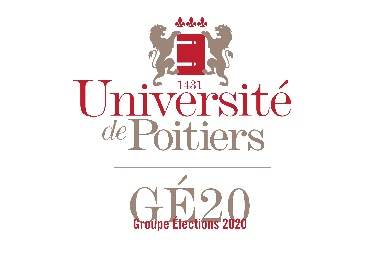 1431
Université
de Poitiers
GÉ20
Groupe Élections 2020